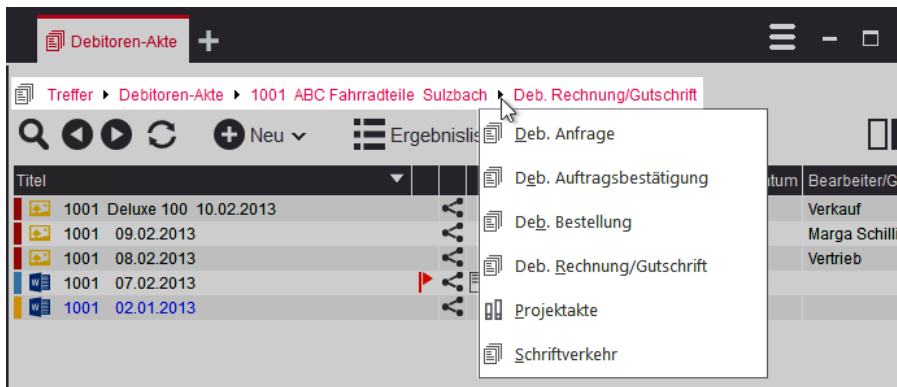 Debitoren-Akte
Treffer Debitoren-Akte 1001 ABC Fahrradteile Sulzbach Deb. Rechnung/Gutschrift
Neu Ergebnislis
Deb. Anfrage
Deb. Auftragsbestätigung
Deb. Bestellung
Deb. Rechnung/Gutschrift
Projektakte
Schriftverkehr
Titel atum Bearbeiter/G
1001 Deluxe 100 10.02.2013 Verkauf
1001 09.02.2013 Marga Schilli
1001 08.02.2013 Vertrieb
1001 07.02.2013
1001 02.01.2013